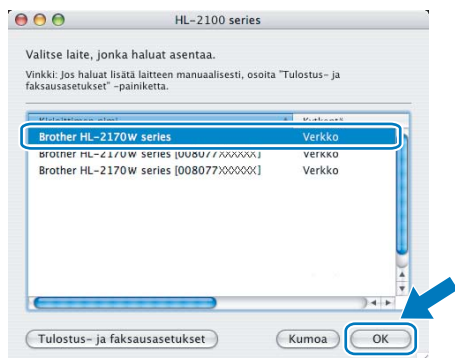 HL-2100 series
Valitse laite, jonka haluat asentaa.
Vinkki: Jos haluat lisätä laitteen manuaalisesti, osoita "Tulostus- ja
faksausasetukset" -painiketta.
Brother HL-2170W series Verkko
Brother HL-2170W series [008077XXXXXX] Verkko
Brother HL-2170W series [008077XXXXXX] Verkko
Tulostus- ja faksausasetukset Kumoa OK